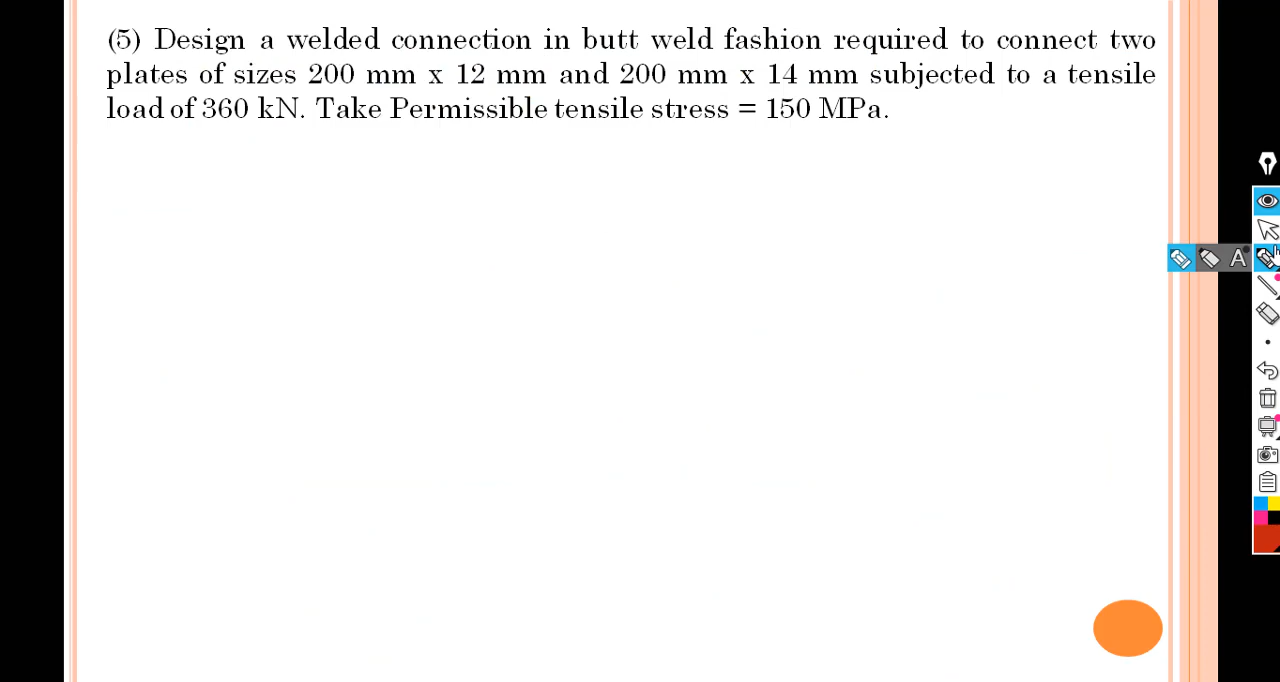 (5) Design a welded connection in butt weld fashion required to connect two
plates of sizes 200 mm x 12 mm and 200 mm x 14 mm subjected to a tensile
load of 360 kN. Take Permissible tensile stress = 150 MPa.
A